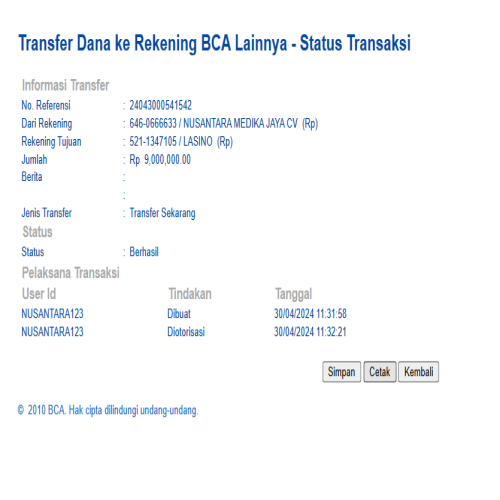 Transfer Dana ke Rekening BCA Lainnya - Status Transaksi
Informasi Transfer
No. Referensi : 24043000541542
Dari Rekening : 646-0666633 / NUSANTARA MEDIKA JAYA CV (Rp)
Rekening Tujuan : 521-1347105 / LASINO (Rp)
Jumlah : Rp 9,000,000.00
Berita :
:
Jenis Transfer : Transfer Sekarang
Status
Status : Berhasil
Pelaksana Transaksi
User Id Tindakan Tanggal
NUSANTARA123 Dibuat 30/04/2024 11:31:58
NUSANTARA123 Diotorisasi 30/04/2024 11:32:21
Simpan Cetak Kembali
© 2010 BCA. Hak cipta dilindungi undang-undang.